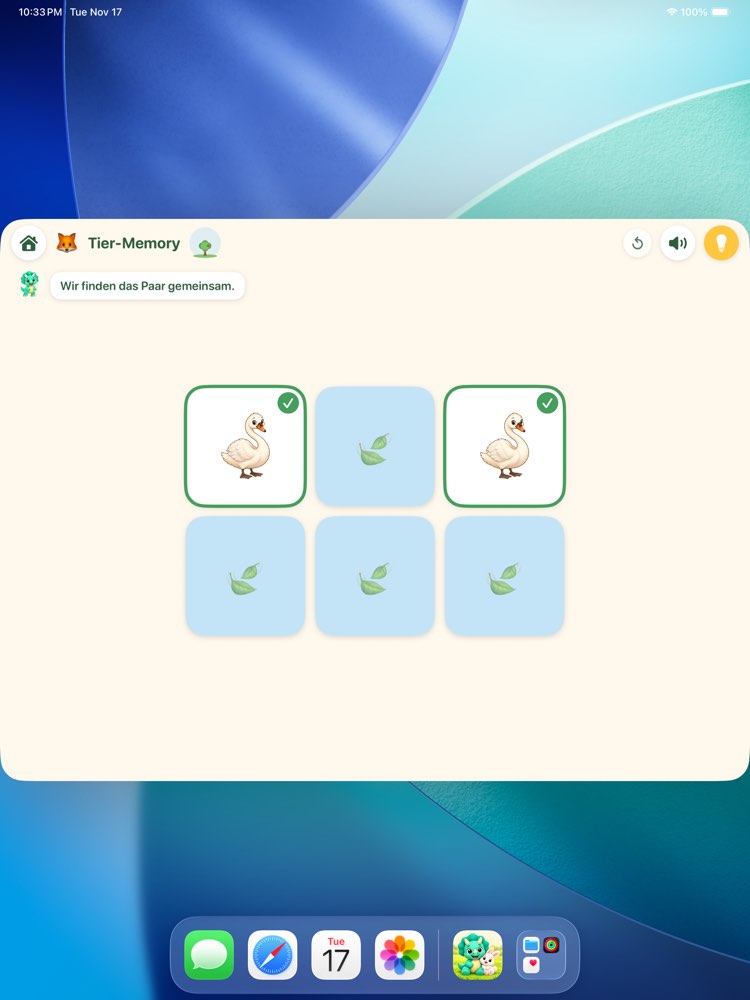 10:33 PM Tue Nov 17
100%
Tier-Memory
Wir finden das Paar gemeinsam.
Tue
17